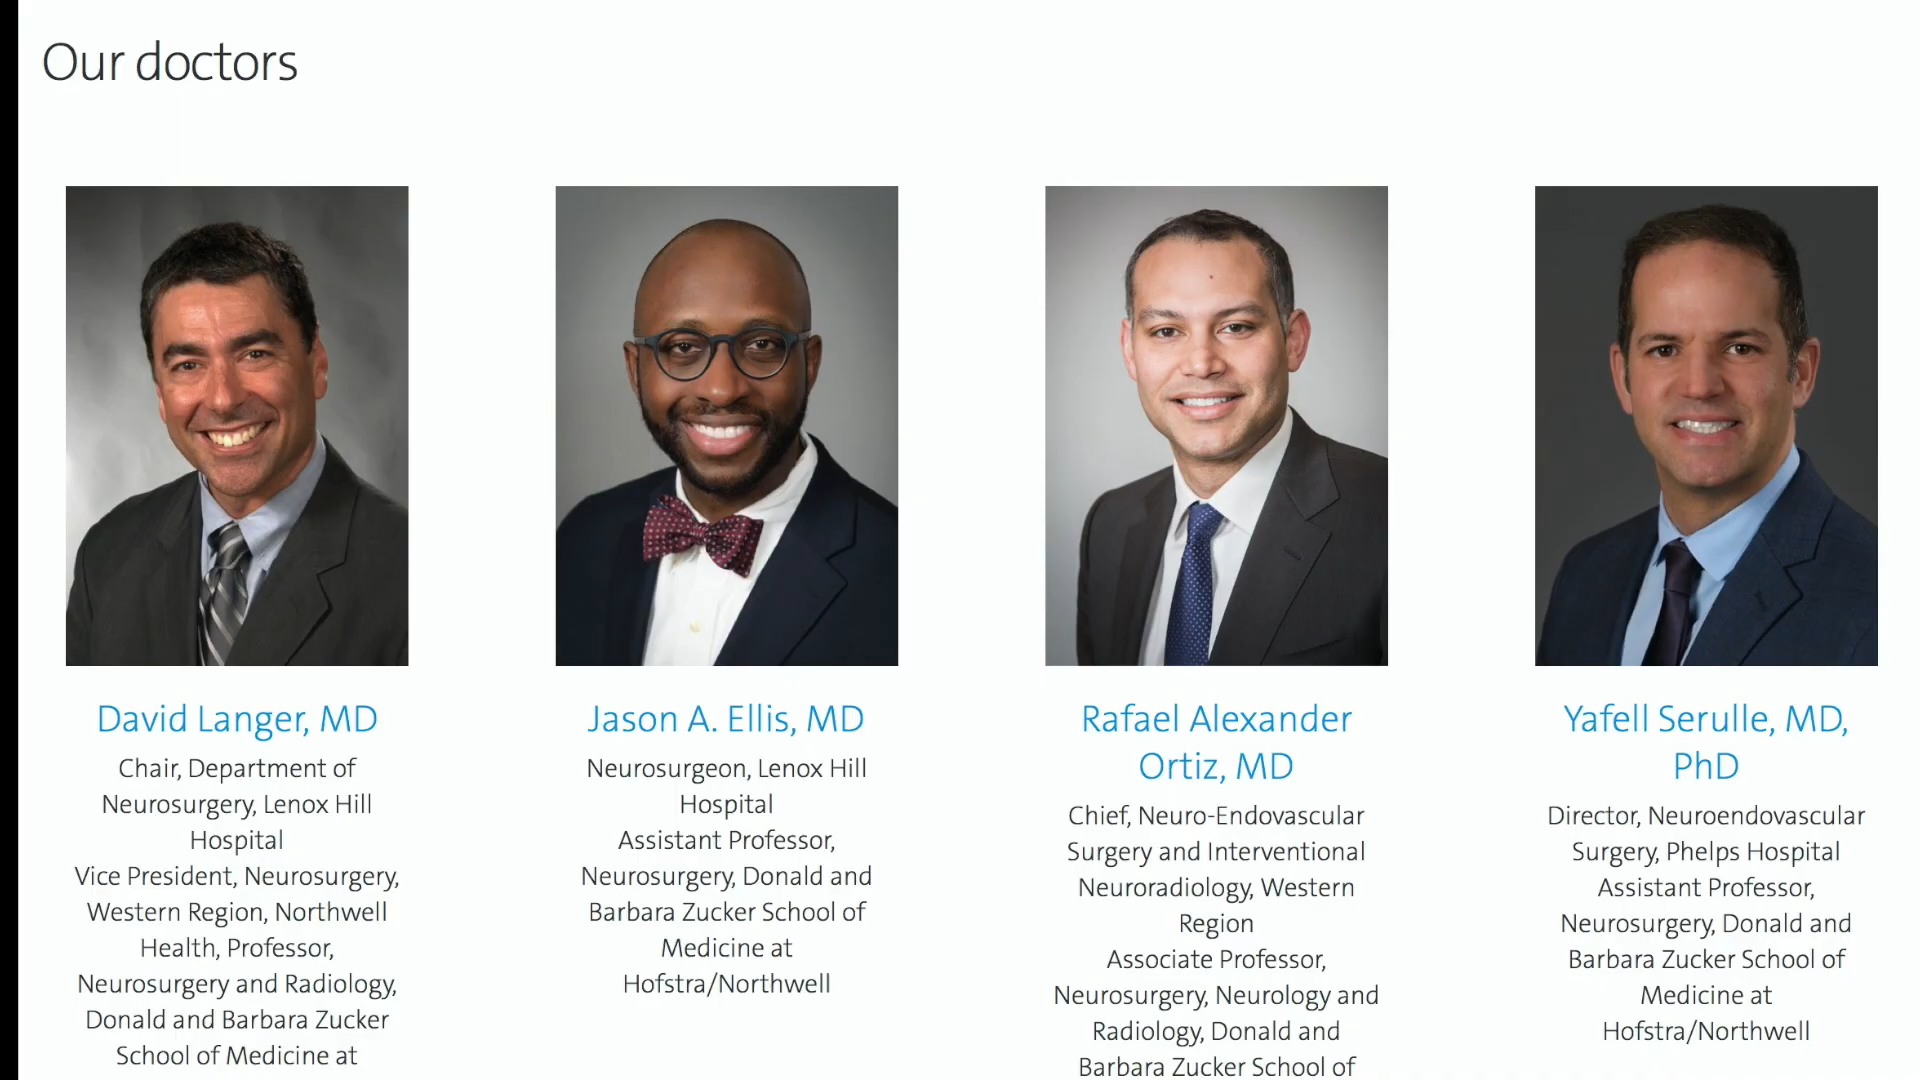 Our doctors
David Langer, MD
Chair, Department of
Neurosurgery, Lenox Hill
Hospital
Vice President, Neurosurgery,
Western Region, Northwell
Health, Professor,
Neurosurgery and Radiology,
Donald and Barbara Zucker
School of Medicine at
Jason A. Ellis, MD
Neurosurgeon, Lenox Hill
Hospital
Assistant Professor,
Neurosurgery, Donald and
Barbara Zucker School of
Medicine at
Hofstra/Northwell
Rafael Alexander
Ortiz, MD
Chief, Neuro-Endovascular
Surgery and Interventional
Neuroradiology, Western
Region
Associate Professor,
Neurosurgery, Neurology and
Radiology, Donald and
Barbara Zucker School of
Yafell Serulle, MD,
PhD
Director, Neuroendovascular
Surgery, Phelps Hospital
Assistant Professor,
Neurosurgery, Donald and
Barbara Zucker School of
Medicine at
Hofstra/Northwell